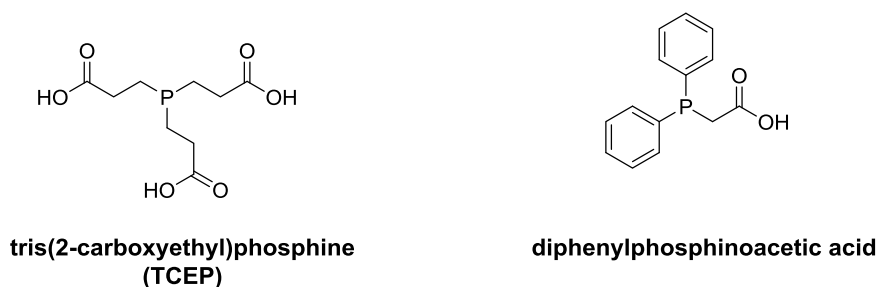 O
O
HO
P
OH
HO
O
tris(2-carboxyethyl)phosphine
(TCEP)
P
O
OH
diphenylphosphinoacetic acid